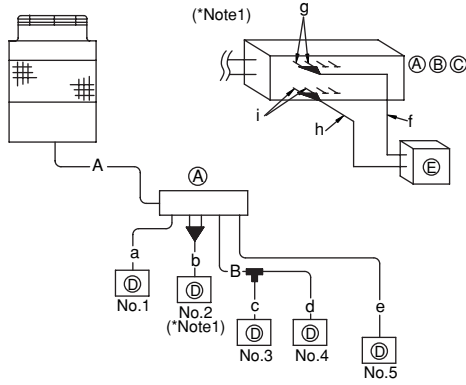 (*Note1)
g
Ⓐ Ⓑ Ⓒ
i
h
f
Ⓔ
A
Ⓐ
a
b
B
c
d
e
Ⓓ
No.1
Ⓓ
No.2
(*Note1)
Ⓓ
No.3
Ⓓ
No.4
Ⓓ
No.5